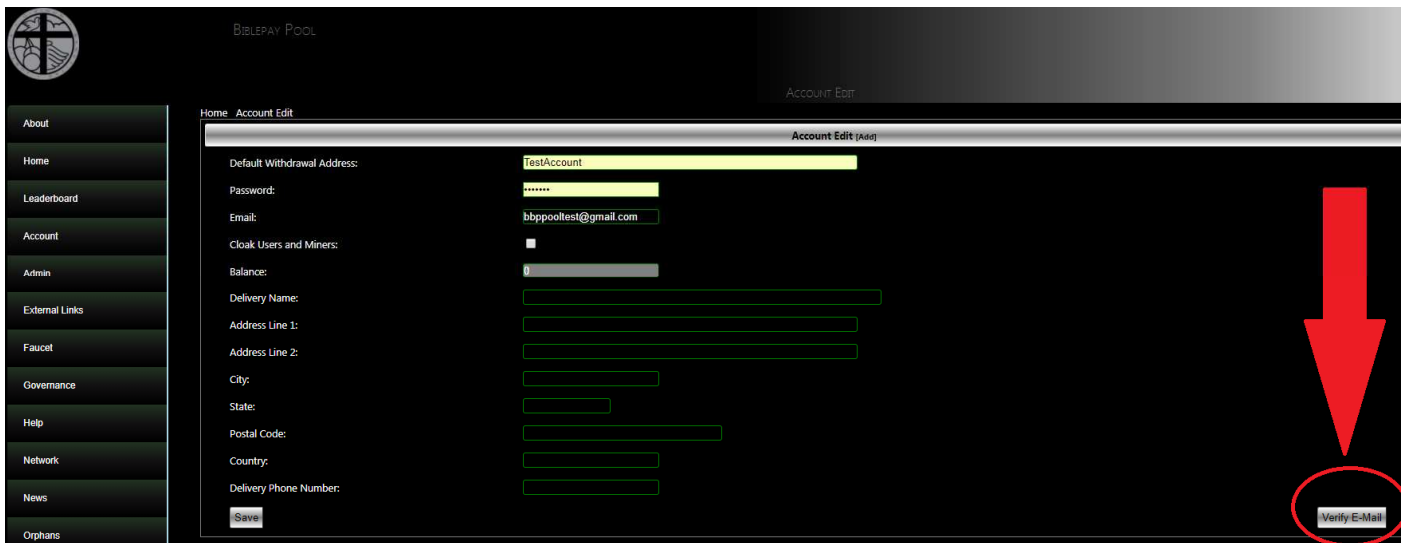 Biblepay Pool
Account Edit
Home Account Edit
Account Edit [Add]
About
Home
Leaderboard
Account
Admin
External Links
Faucet
Governance
Help
Network
News
Orphans
Default Withdrawal Address: TestAccount
Password: •••••••
Email: bbppooltest@gmail.com
Cloak Users and Miners:
Balance: 0
Delivery Name:
Address Line 1:
Address Line 2:
City:
State:
Postal Code:
Country:
Delivery Phone Number:
Save Verify E-Mail